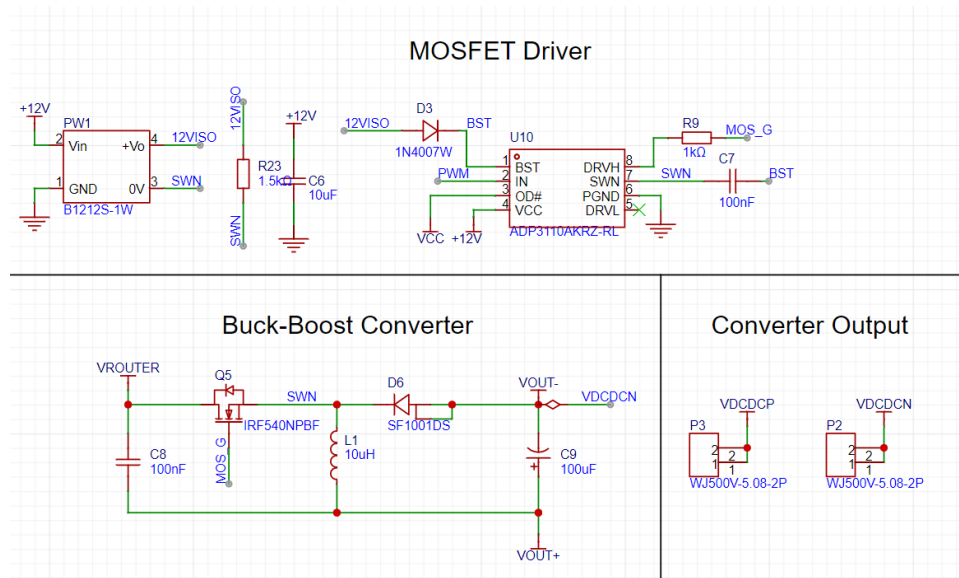 MOSFET Driver
+12V
PW1
2 Vin +Vo 4 12VISO
1 GND 0V 3 SWN
B1212S-1W
12VISO
R23
1.5kΩ
SWN
+12V
C6
10uF
12VISO
D3
1N4007W
BST
U10
1 BST DRVH 8
PWM 2 IN SWN 7
3 OD# PGND 6
4 VCC DRVL 5
ADP3110AKRZ-RL
VCC +12V
R9
1kΩ
MOS_G
SWN
C7
100nF
BST
Buck-Boost Converter
VROUTER
Q5
IRF540NPBF
MOS_G
SWN
C8
100nF
L1
10uH
D6
SF1001DS
VOUT-
VDCDCN
C9
100uF
+
VOUT+
Converter Output
VDCDCP
P3
2 2
1 1
WJ500V-5.08-2P
VDCDCN
P2
2 2
1 1
WJ500V-5.08-2P